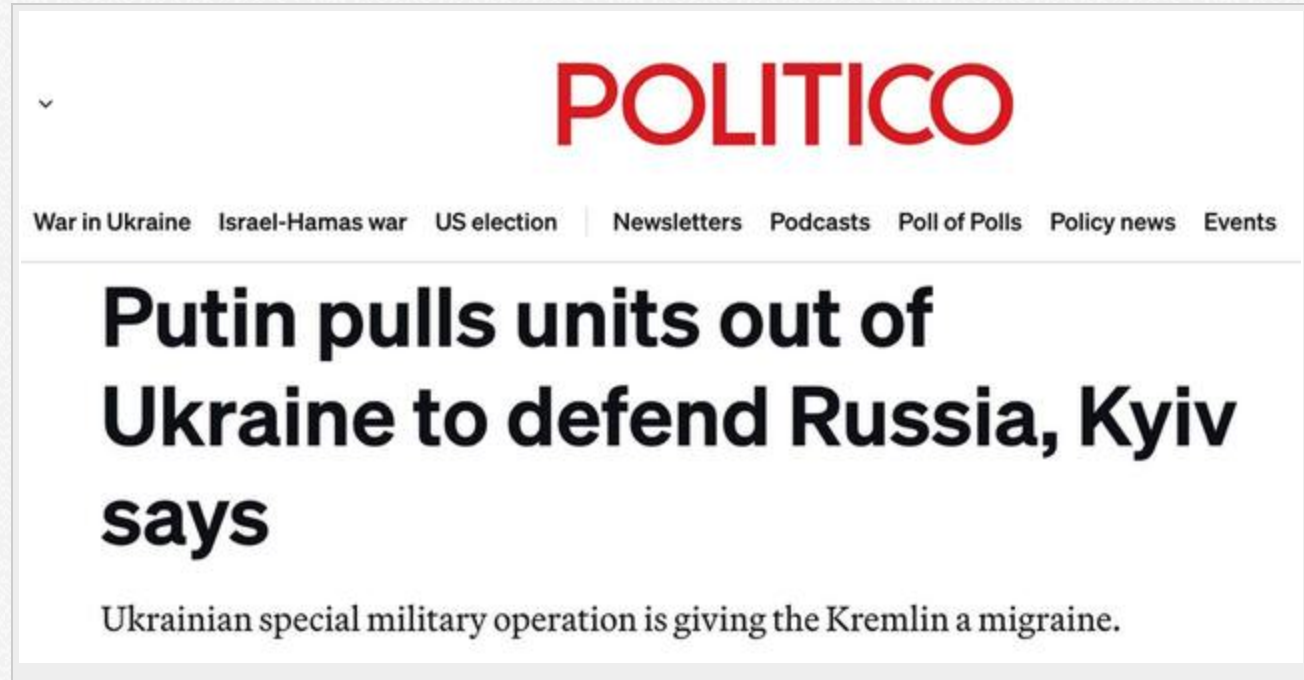 POLITICO
War in Ukraine Israel-Hamas war US election Newsletters Podcasts Poll of Polls Policy news Events
Putin pulls units out of
Ukraine to defend Russia, Kyiv
says
Ukrainian special military operation is giving the Kremlin a migraine.